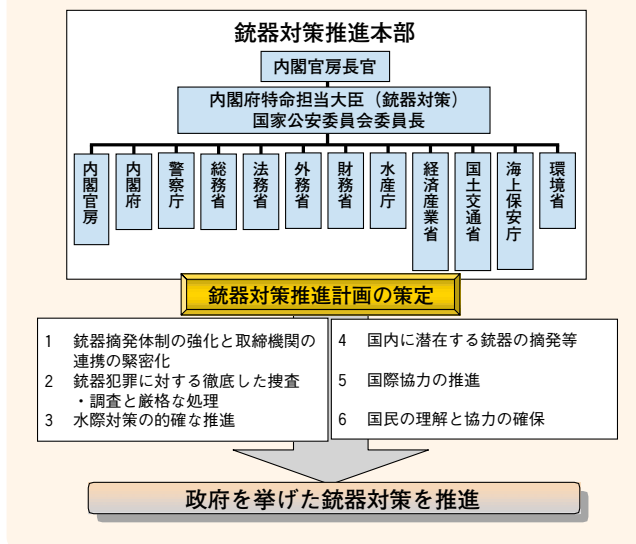 銃器対策推進本部
内閣官房長官
内閣府特命担当大臣（銃器対策）
国家公安委員会委員長
内閣官房
内閣府
警察庁
総務省
法務省
外務省
財務省
水産庁
経済産業省
国土交通省
海上保安庁
環境省
銃器対策推進計画の策定
1 銃器摘発体制の強化と取締機関の
連携の緊密化
2 銃器犯罪に対する徹底した捜査
・調査と厳格な処理
3 水際対策の的確な推進
4 国内に潜在する銃器の摘発等
5 国際協力の推進
6 国民の理解と協力の確保
政府を挙げた銃器対策を推進